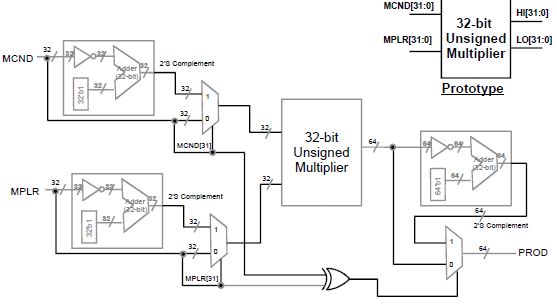 MCND[31:0]
HI[31:0]
MPLR[31:0]
LO[31:0]
32-bit
Unsigned
Multiplier
Prototype
MCND
32
32
32
32
Adder
(32-bit)
32'b1
32
2'S Complement
32
32
1
0
MCND[31]
32
32-bit
Unsigned
Multiplier
64
64
64
64
Adder
(32-bit)
64'b1
64
64
2'S Complement
MPLR
32
32
32
32
Adder
(32-bit)
32'b1
32
2'S Complement
32
32
1
0
MPLR[31]
32
1
0
64
PROD